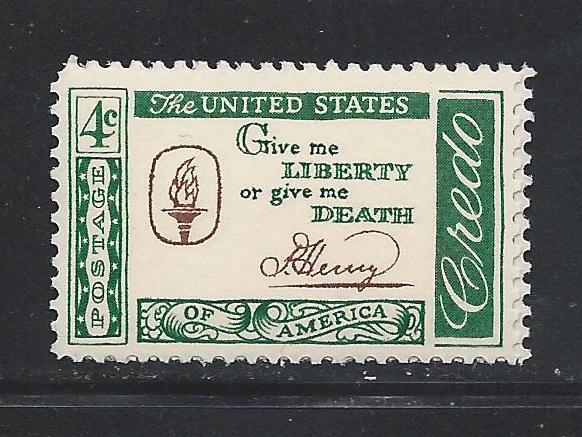 4c
POSTAGE
The UNITED STATES
Give me
LIBERTY
or give me
DEATH
P. Henry
OF AMERICA
Credo